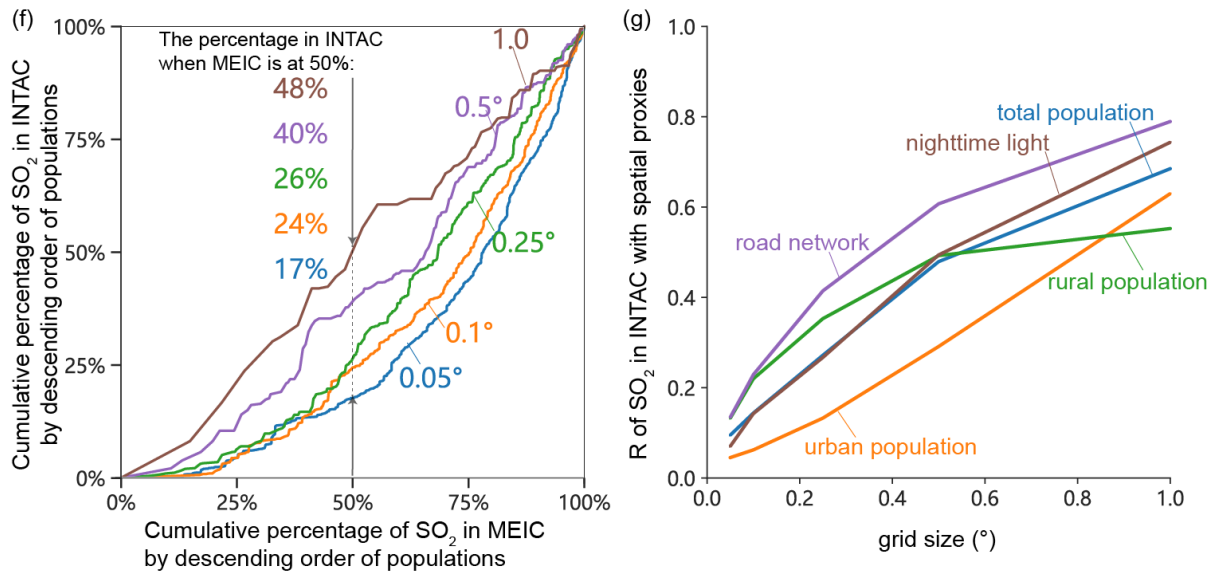 (f)
100%
75%
50%
25%
0%
0%
25%
50%
75%
100%
Cumulative percentage of SO₂ in INTAC
by descending order of populations
Cumulative percentage of SO₂ in MEIC
by descending order of populations
The percentage in INTAC
when MEIC is at 50%:
48%
40%
26%
24%
17%
1.0
0.5°
0.25°
0.1°
0.05°
(g)
1.0
0.8
0.6
0.4
0.2
0.0
0.0
0.2
0.4
0.6
0.8
1.0
R of SO₂ in INTAC with spatial proxies
grid size (°)
total population
nighttime light
road network
rural population
urban population